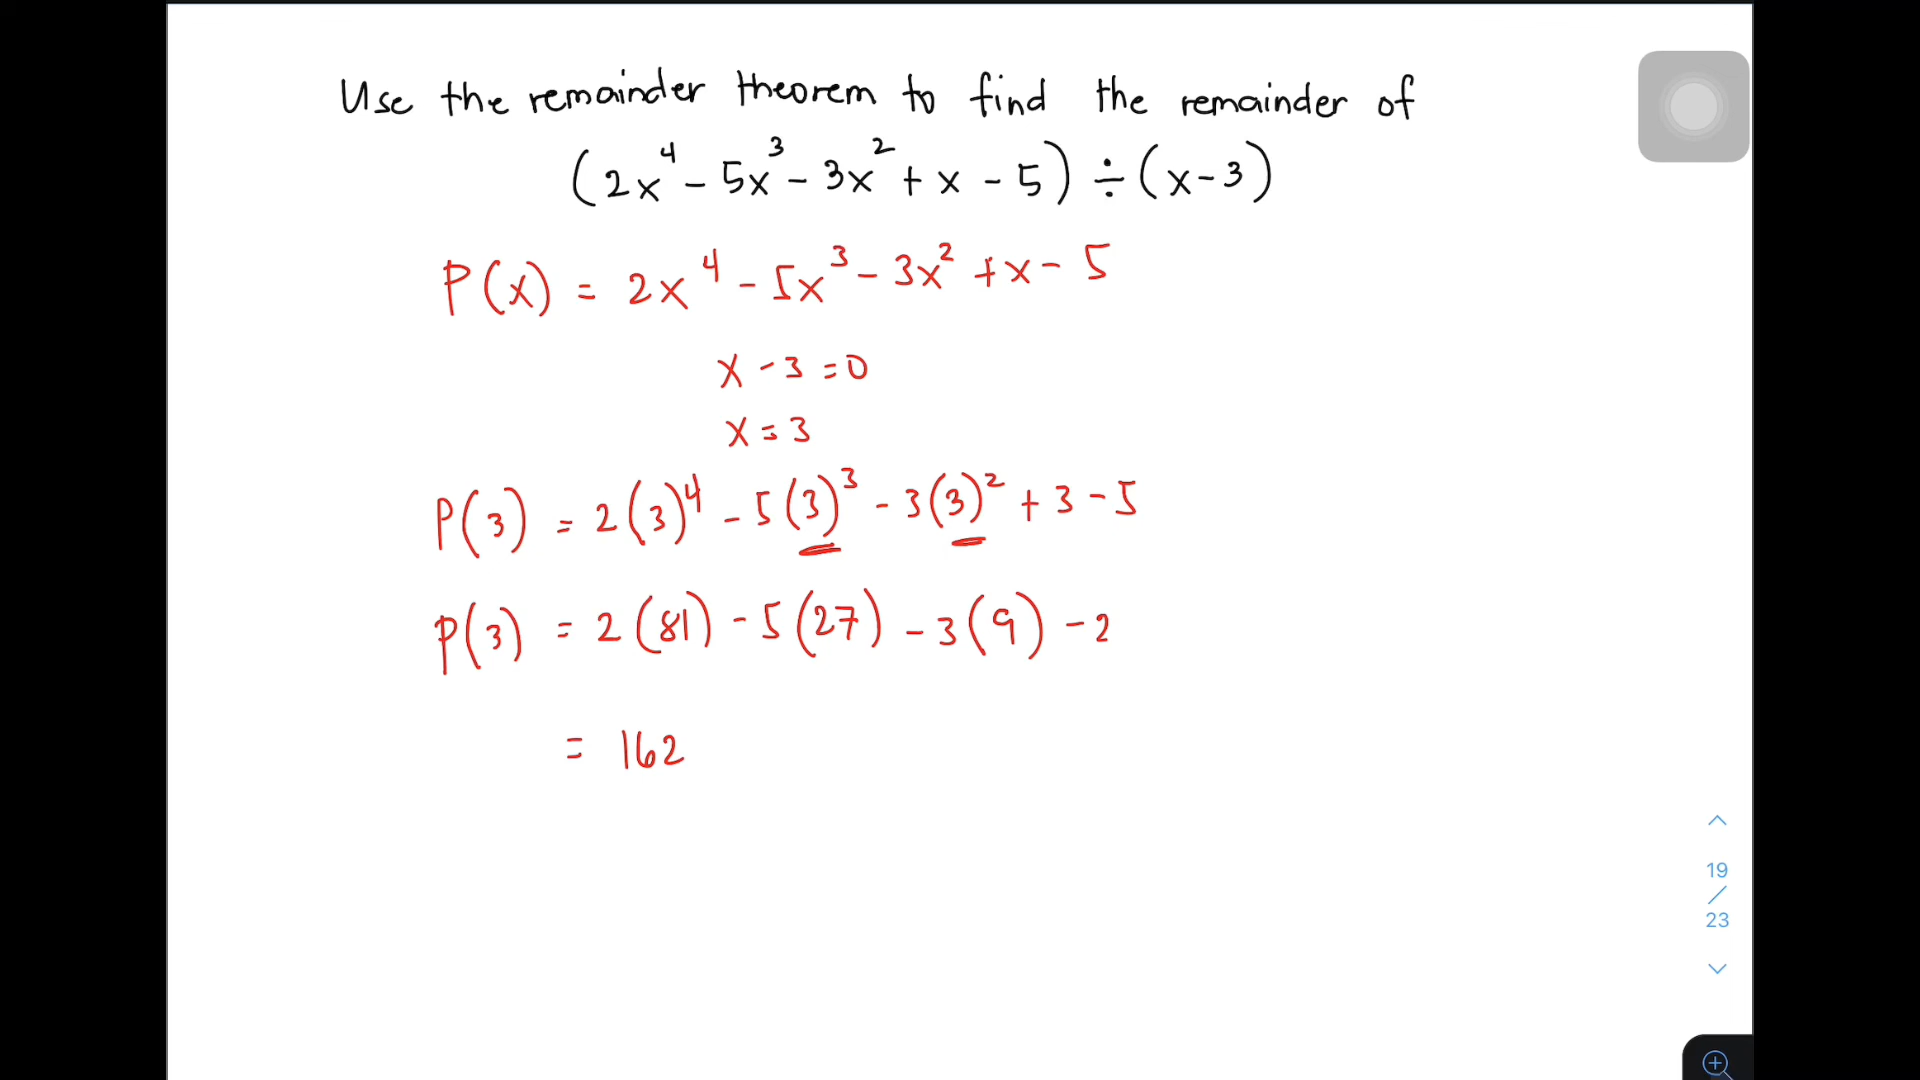 Use the remainder theorem to find the remainder of
(2x⁴ - 5x³ - 3x² + x - 5) ÷ (x - 3)
P(x) = 2x⁴ - 5x³ - 3x² + x - 5
x - 3 = 0
x = 3
P(3) = 2(3)⁴ - 5(3)³ - 3(3)² + 3 - 5
P(3) = 2(81) - 5(27) - 3(9) - 2
= 162
19
/
23